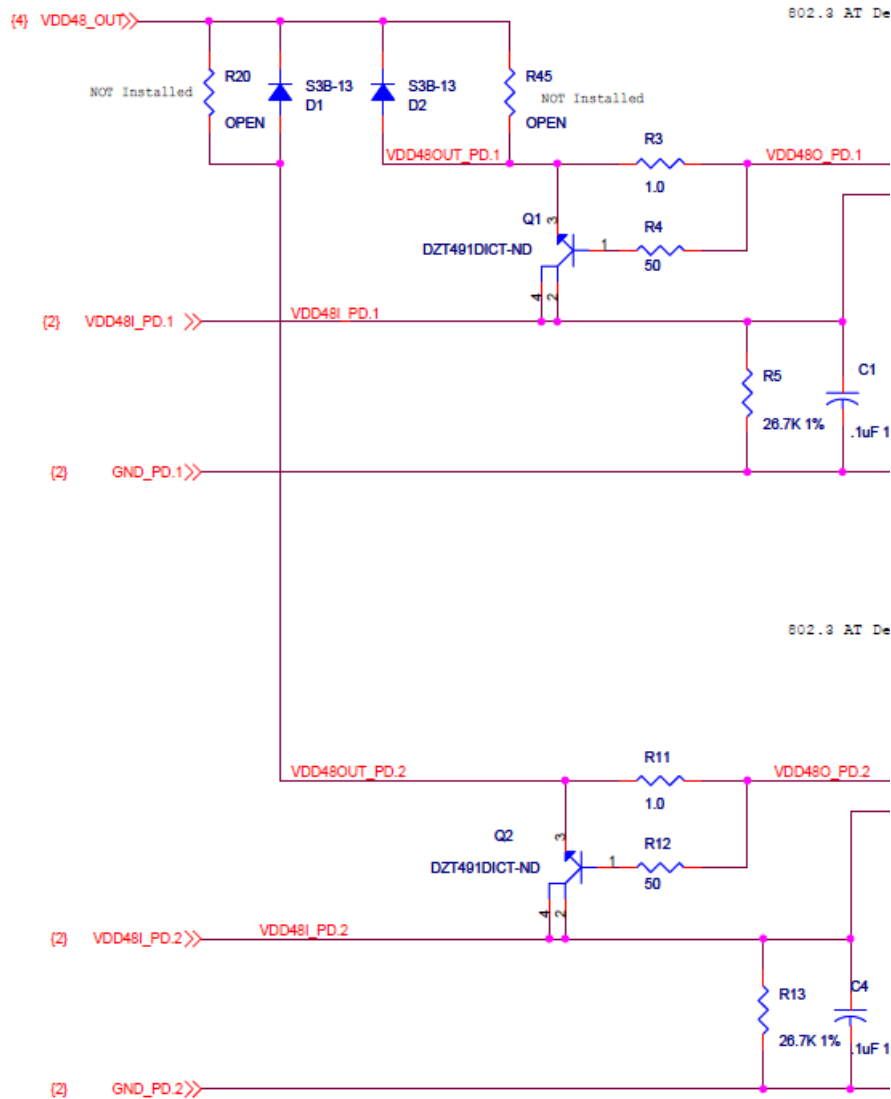 802.3 AT De
{4} VDD48_OUT
R20
NOT Installed
OPEN
S3B-13
D1
S3B-13
D2
R45
NOT Installed
OPEN
VDD48OUT_PD.1
R3
1.0
VDD48O_PD.1
Q1
3
DZT491DICT-ND
1
R4
50
4
2
{2} VDD48I_PD.1
VDD48I_PD.1
R5
26.7K 1%
C1
.1uF 1
{2} GND_PD.1
802.3 AT De
VDD48OUT_PD.2
R11
1.0
VDD48O_PD.2
Q2
3
DZT491DICT-ND
1
R12
50
4
2
{2} VDD48I_PD.2
VDD48I_PD.2
R13
26.7K 1%
C4
.1uF 1
{2} GND_PD.2